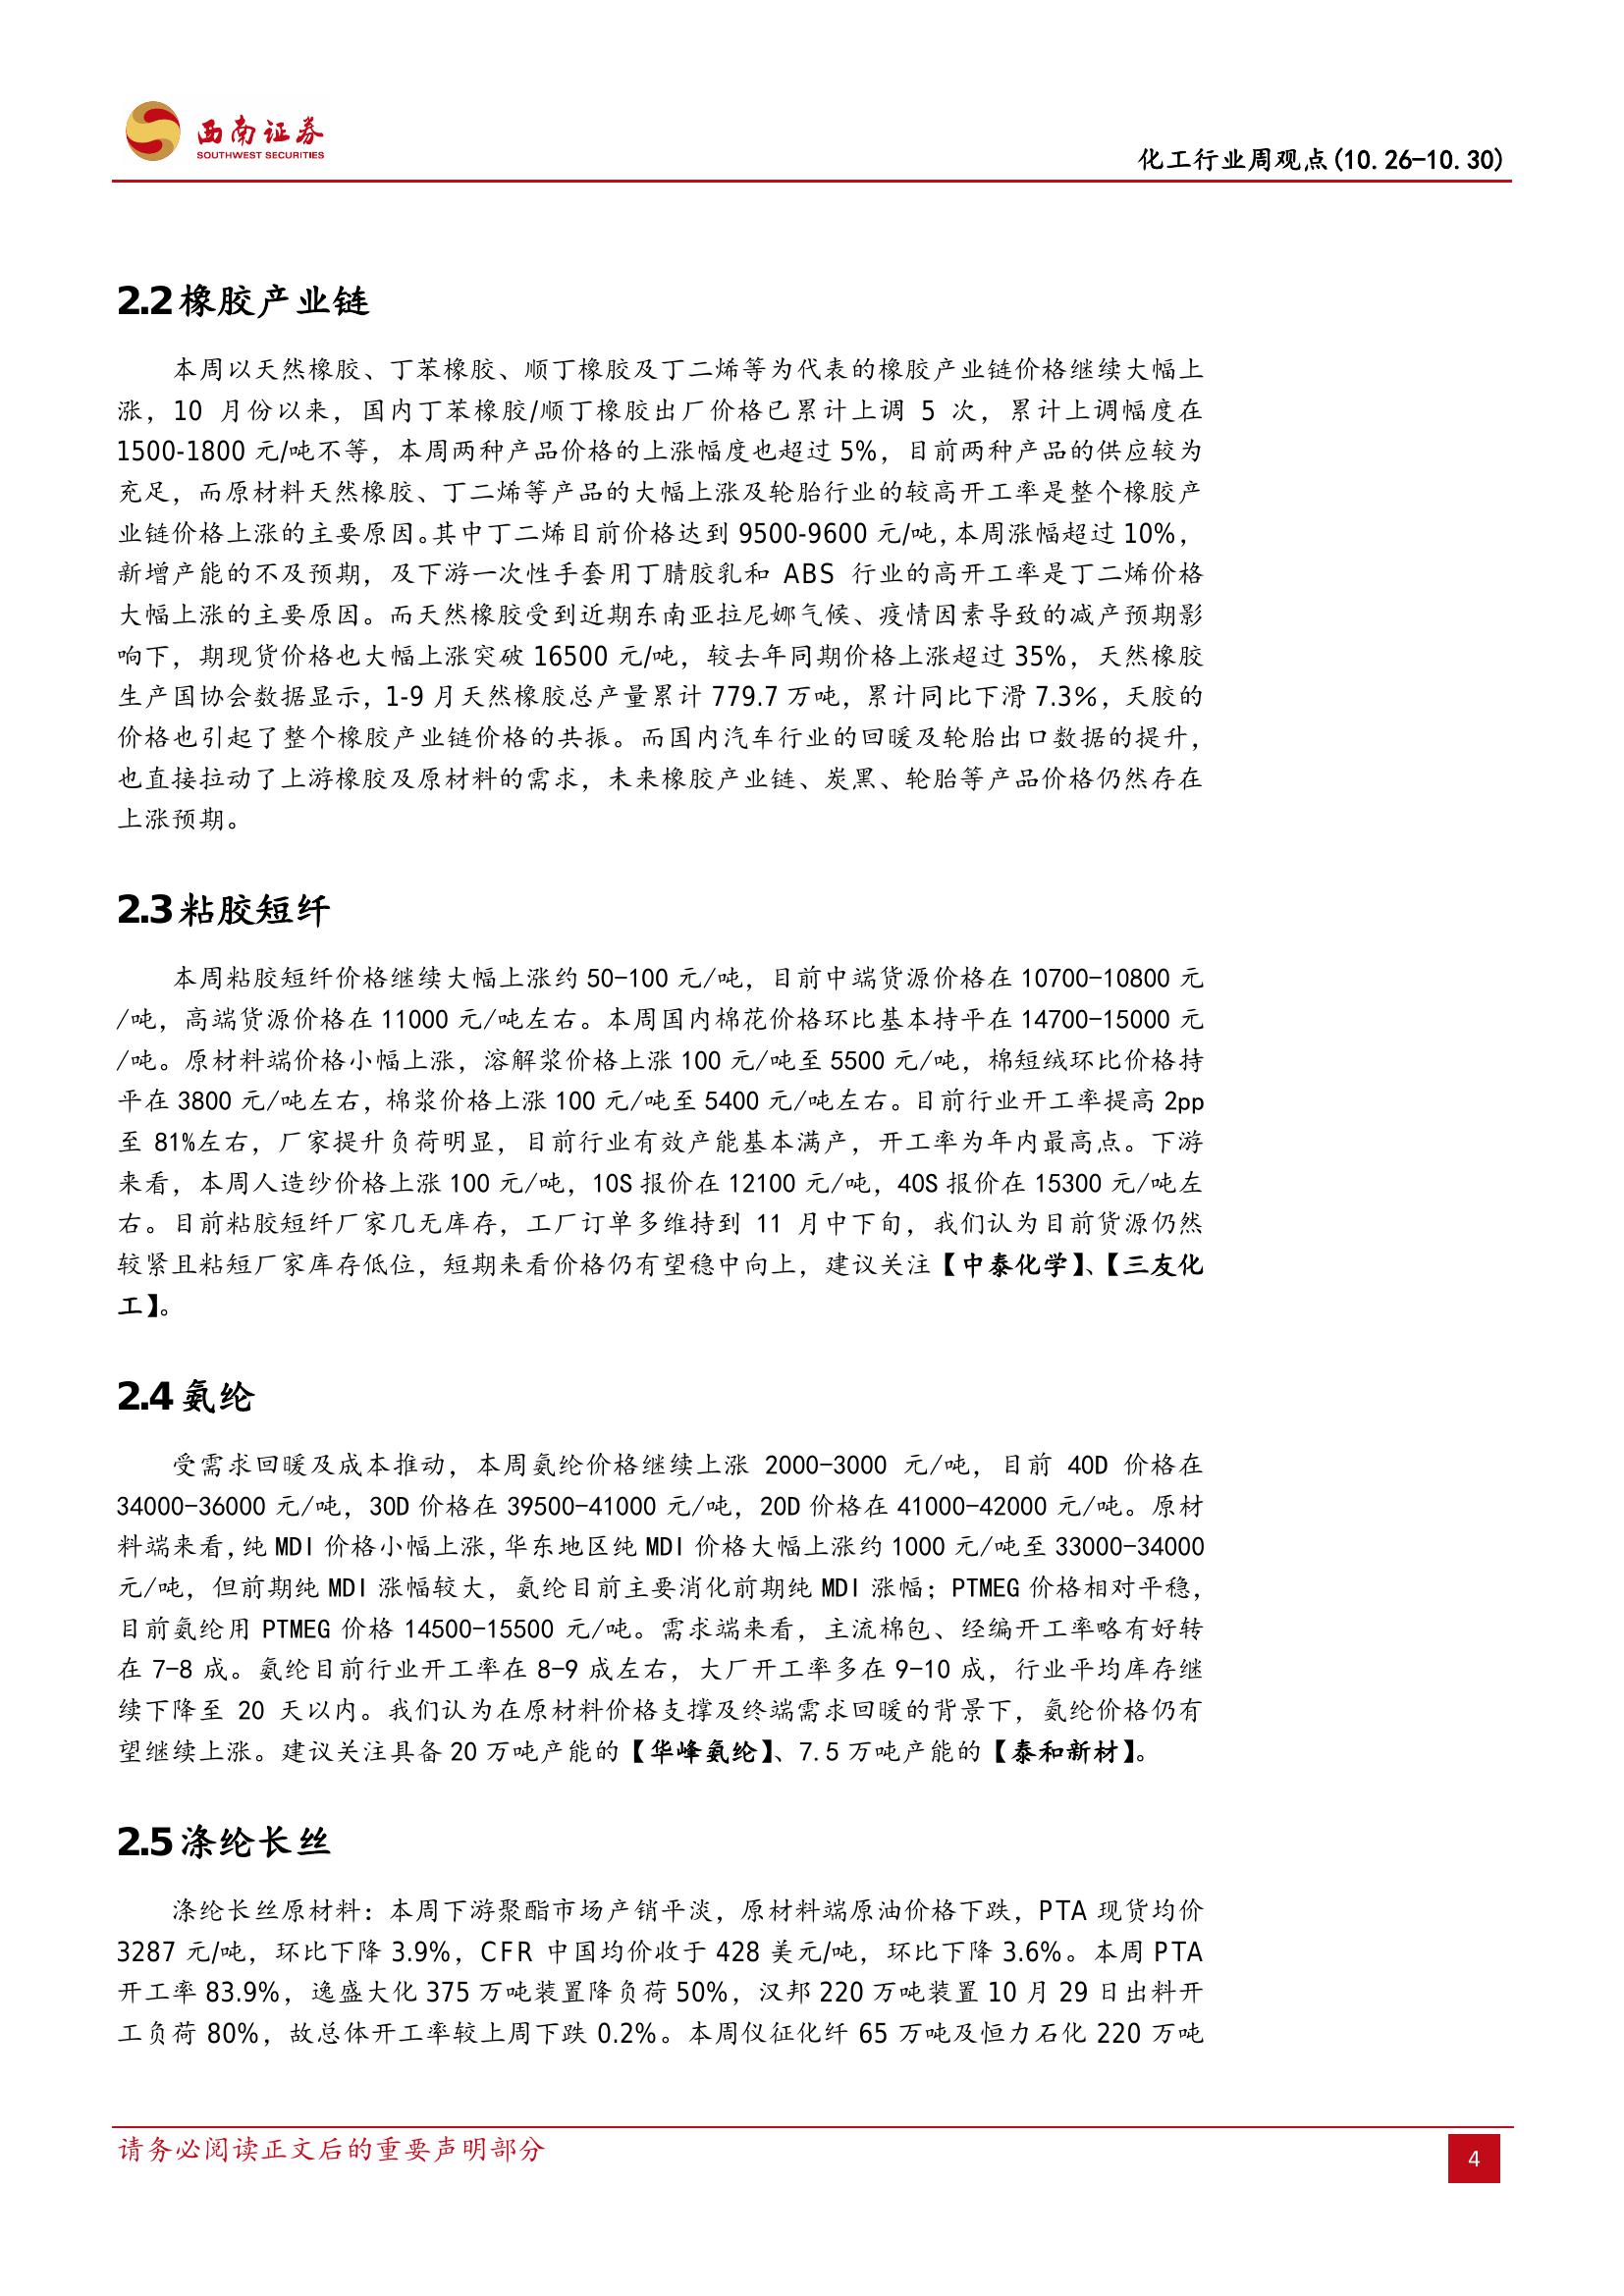 西南证券
SOUTHWEST SECURITIES
化工行业周观点(10.26-10.30)
2.2 橡胶产业链
本周以天然橡胶、丁苯橡胶、顺丁橡胶及丁二烯等为代表的橡胶产业链价格继续大幅上
涨，10 月份以来，国内丁苯橡胶/顺丁橡胶出厂价格已累计上调 5 次，累计上调幅度在
1500-1800 元/吨不等，本周两种产品价格的上涨幅度也超过 5%，目前两种产品的供应较为
充足，而原材料天然橡胶、丁二烯等产品的大幅上涨及轮胎行业的较高开工率是整个橡胶产
业链价格上涨的主要原因。其中丁二烯目前价格达到 9500-9600 元/吨，本周涨幅超过 10%，
新增产能的不及预期，及下游一次性手套用丁腈胶乳和 ABS 行业的高开工率是丁二烯价格
大幅上涨的主要原因。而天然橡胶受到近期东南亚拉尼娜气候、疫情因素导致的减产预期影
响下，期现货价格也大幅上涨突破 16500 元/吨，较去年同期价格上涨超过 35%，天然橡胶
生产国协会数据显示，1-9 月天然橡胶总产量累计 779.7 万吨，累计同比下滑 7.3%，天胶的
价格也引起了整个橡胶产业链价格的共振。而国内汽车行业的回暖及轮胎出口数据的提升，
也直接拉动了上游橡胶及原材料的需求，未来橡胶产业链、炭黑、轮胎等产品价格仍然存在
上涨预期。
2.3 粘胶短纤
本周粘胶短纤价格继续大幅上涨约 50-100 元/吨，目前中端货源价格在 10700-10800 元
/吨，高端货源价格在 11000 元/吨左右。本周国内棉花价格环比基本持平在 14700-15000 元
/吨。原材料端价格小幅上涨，溶解浆价格上涨 100 元/吨至 5500 元/吨，棉短绒环比价格持
平在 3800 元/吨左右，棉浆价格上涨 100 元/吨至 5400 元/吨左右。目前行业开工率提高 2pp
至 81%左右，厂家提升负荷明显，目前行业有效产能基本满产，开工率为年内最高点。下游
来看，本周人造纱价格上涨 100 元/吨，10S 报价在 12100 元/吨，40S 报价在 15300 元/吨左
右。目前粘胶短纤厂家几无库存，工厂订单多维持到 11 月中下旬，我们认为目前货源仍然
较紧且粘短厂家库存低位，短期来看价格仍有望稳中向上，建议关注【中泰化学】、【三友化
工】。
2.4 氨纶
受需求回暖及成本推动，本周氨纶价格继续上涨 2000-3000 元/吨，目前 40D 价格在
34000-36000 元/吨，30D 价格在 39500-41000 元/吨，20D 价格在 41000-42000 元/吨。原材
料端来看，纯 MDI 价格小幅上涨，华东地区纯 MDI 价格大幅上涨约 1000 元/吨至 33000-34000
元/吨，但前期纯 MDI 涨幅较大，氨纶目前主要消化前期纯 MDI 涨幅；PTMEG 价格相对平稳，
目前氨纶用 PTMEG 价格 14500-15500 元/吨。需求端来看，主流棉包、经编开工率略有好转
在 7-8 成。氨纶目前行业开工率在 8-9 成左右，大厂开工率多在 9-10 成，行业平均库存继
续下降至 20 天以内。我们认为在原材料价格支撑及终端需求回暖的背景下，氨纶价格仍有
望继续上涨。建议关注具备 20 万吨产能的【华峰氨纶】、7.5 万吨产能的【泰和新材】。
2.5 涤纶长丝
涤纶长丝原材料：本周下游聚酯市场产销平淡，原材料端原油价格下跌，PTA 现货均价
3287 元/吨，环比下降 3.9%，CFR 中国均价收于 428 美元/吨，环比下降 3.6%。本周 PTA
开工率 83.9%，逸盛大化 375 万吨装置降负荷 50%，汉邦 220 万吨装置 10 月 29 日出料开
工负荷 80%，故总体开工率较上周下跌 0.2%。本周仪征化纤 65 万吨及恒力石化 220 万吨
请务必阅读正文后的重要声明部分
4